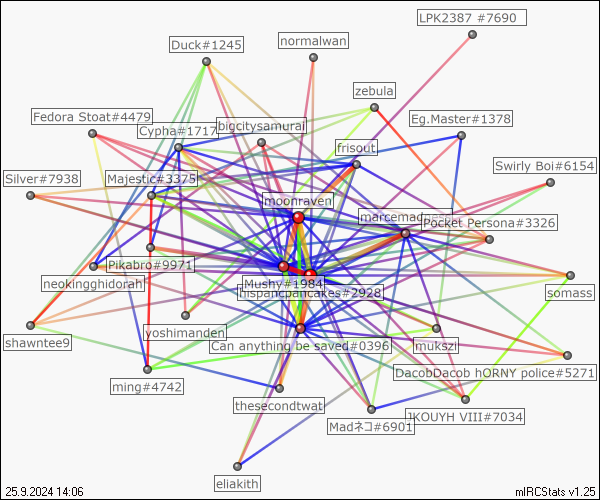 LPK2387 #7690
Duck#1245
normalwan
zebula
Fedora Stoat#4479
Cypha#1717
bigcitysamurai
Eg.Master#1378
frisout
Swirly Boi#6154
Silver#7938
Majestic#3375
moonraven
Pocket Persona#3326
Pikabro#9971
neokingghidorah
Mushy#1984
hispancpancakes#2928
somass
yoshimanden
shawntee9
Can anything be saved#0396
mukszi
DacobDacob hORNY police#5271
ming#4742
thesecondtwat
Madネコ#6901
JKOUYH VIII#7034
eliakith
25.9.2024 14:06
mIRCStats v1.25